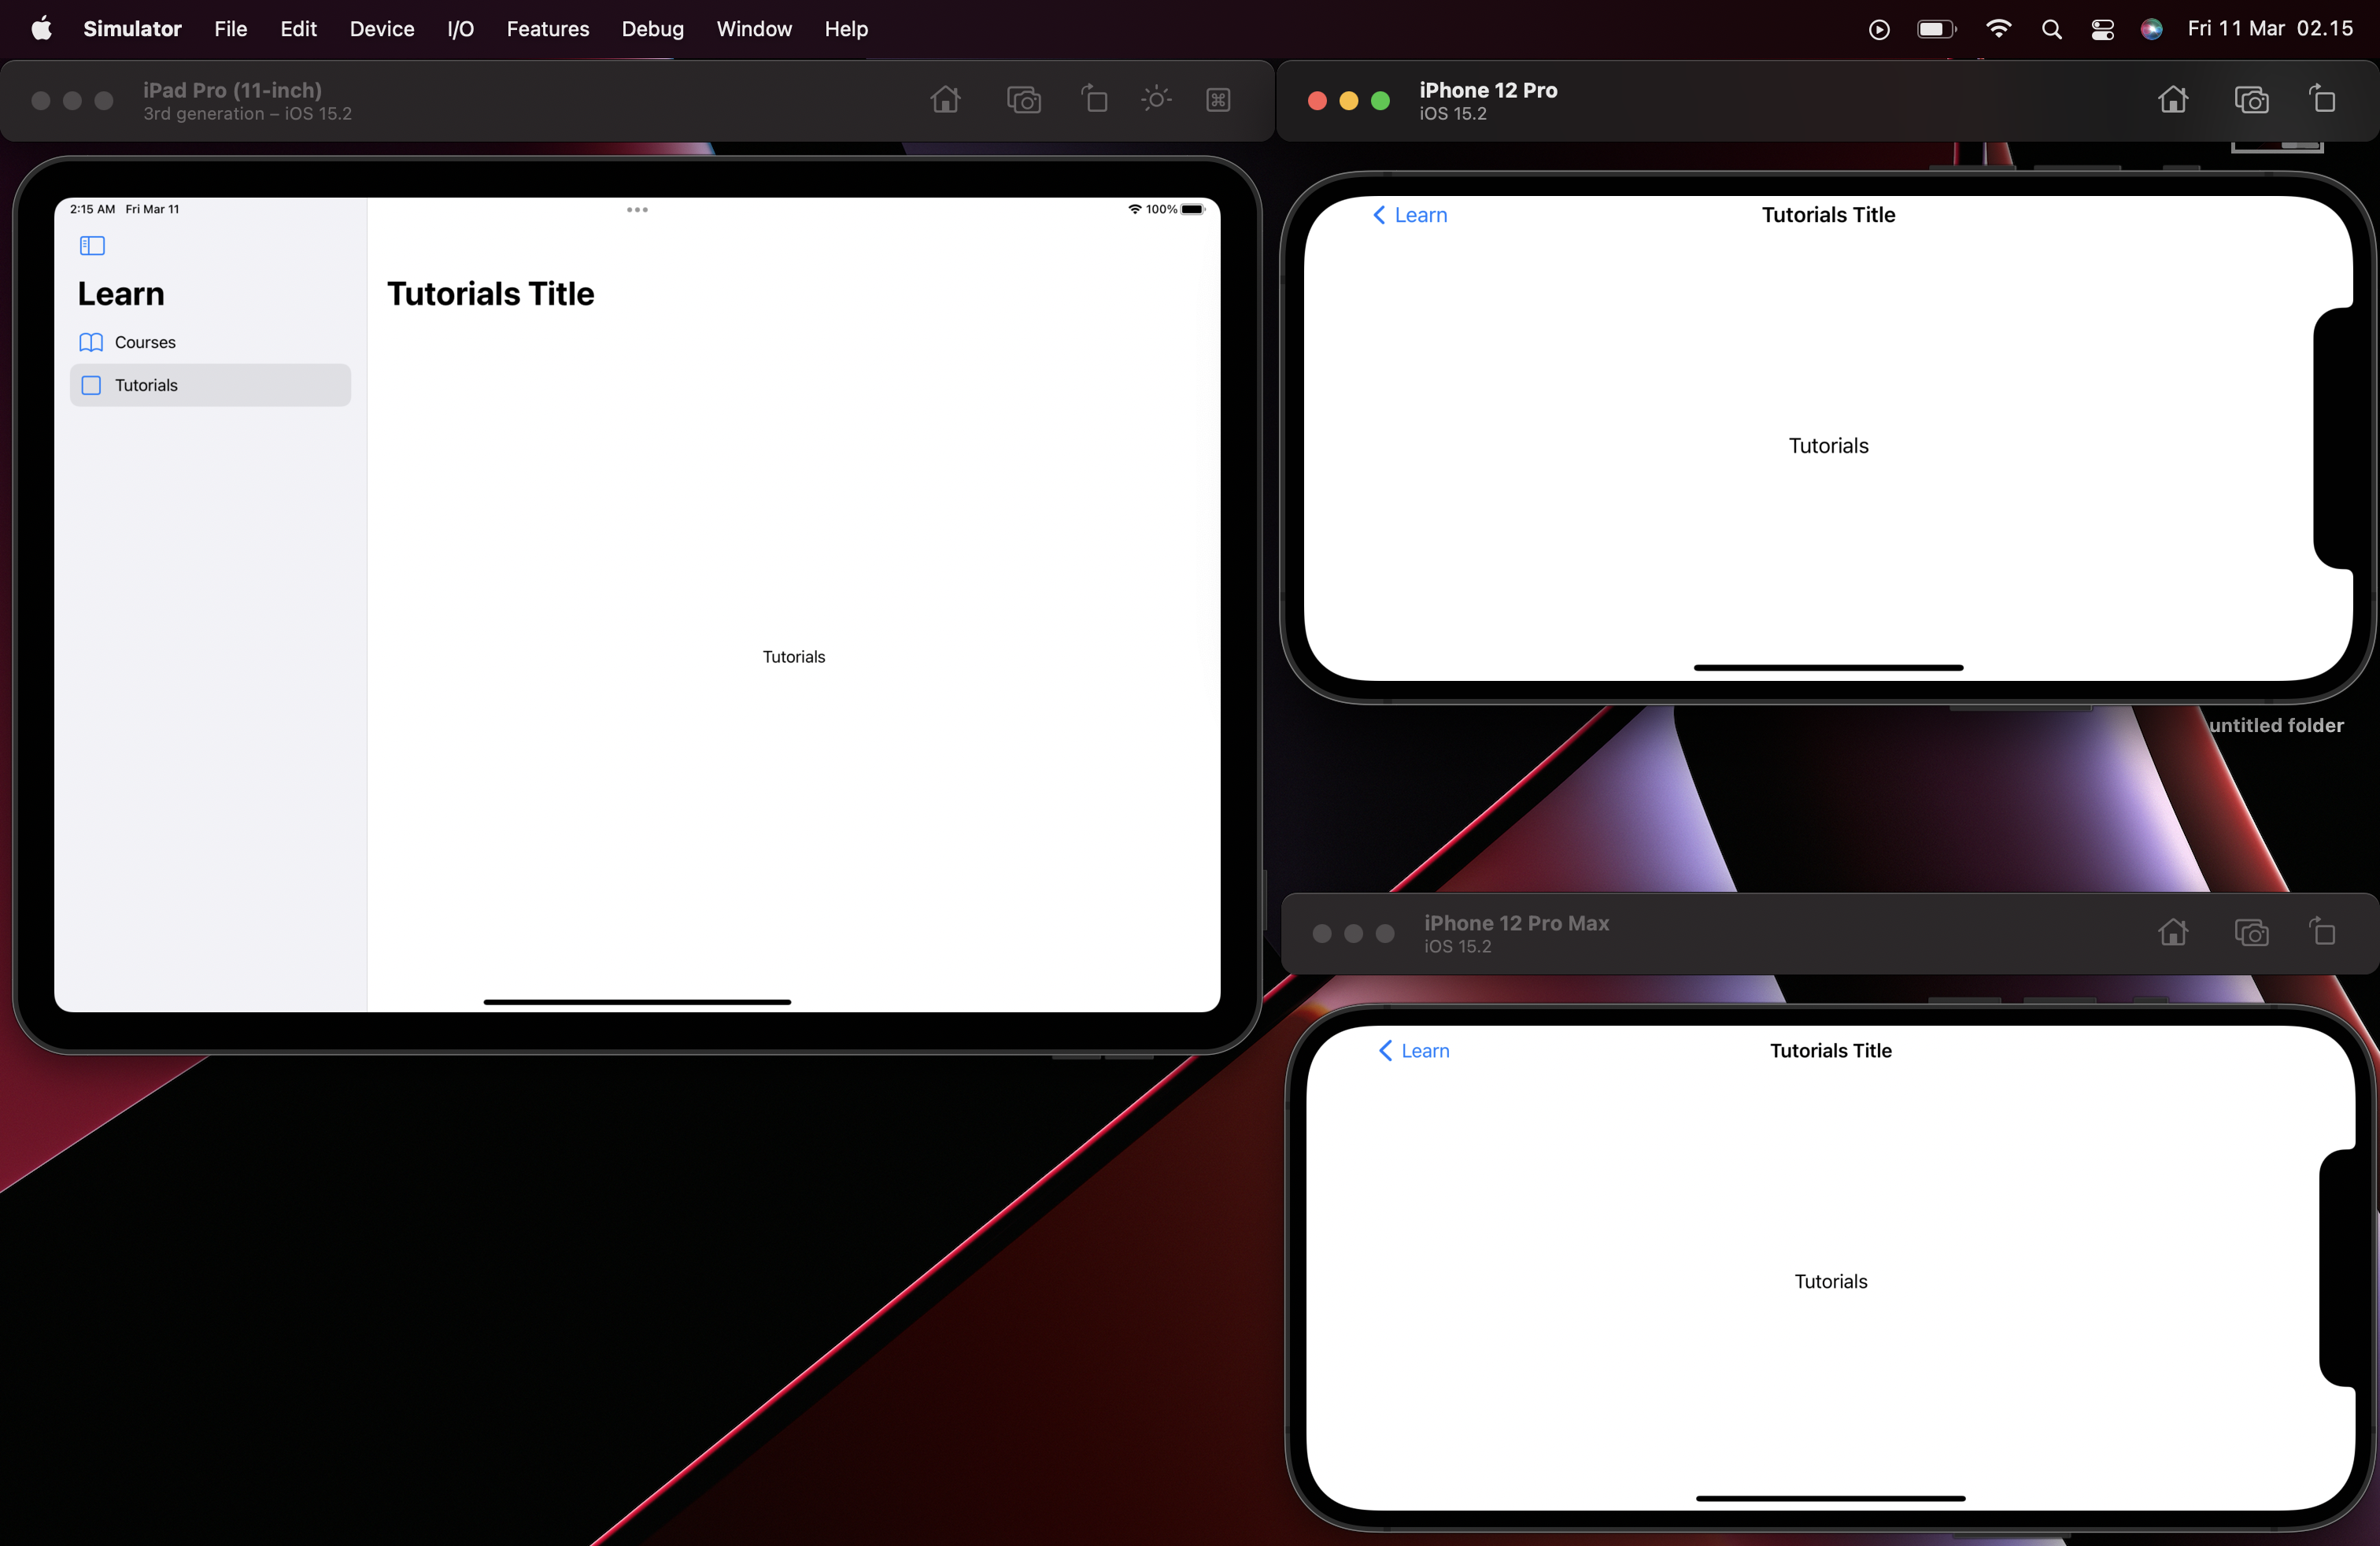 Simulator File Edit Device I/O Features Debug Window Help Fri 11 Mar 02.15
iPad Pro (11-inch)
3rd generation – iOS 15.2
2:15 AM Fri Mar 11 100%
Learn
Courses
Tutorials
Tutorials Title
Tutorials
iPhone 12 Pro
iOS 15.2
Learn Tutorials Title
Tutorials
untitled folder
iPhone 12 Pro Max
iOS 15.2
Learn Tutorials Title
Tutorials